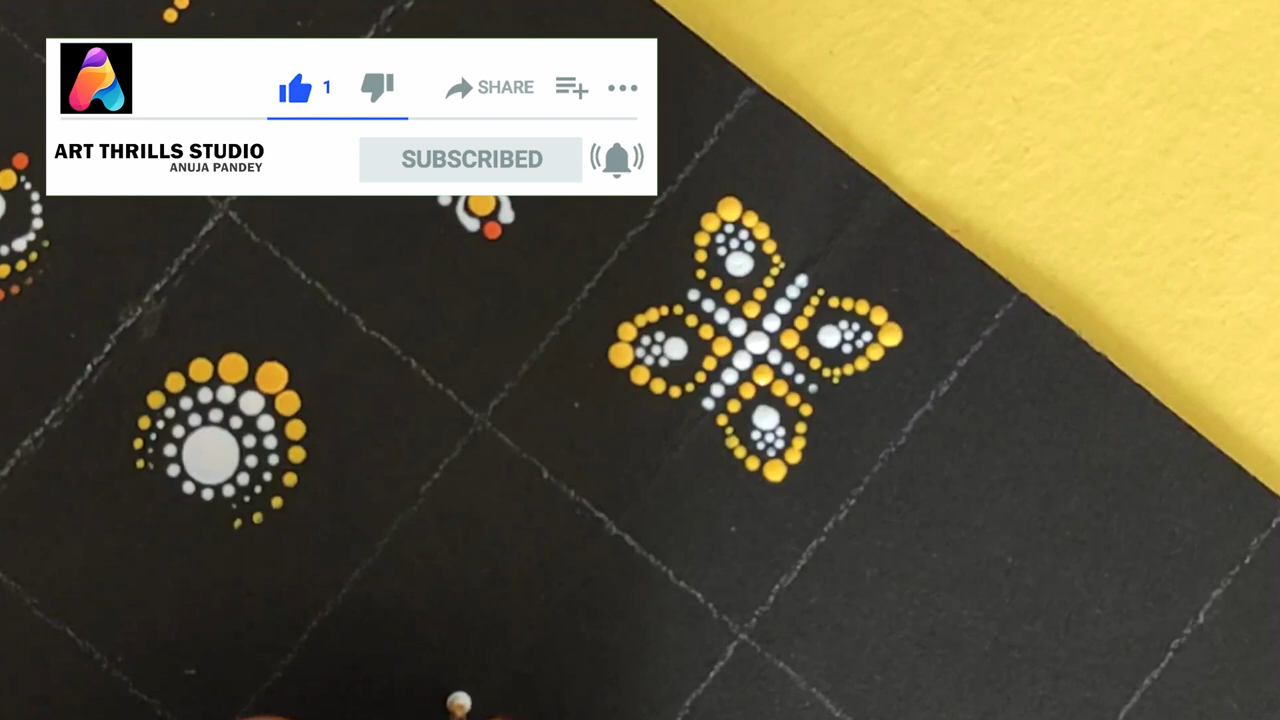 1
SHARE
ART THRILLS STUDIO
ANUJA PANDEY
SUBSCRIBED